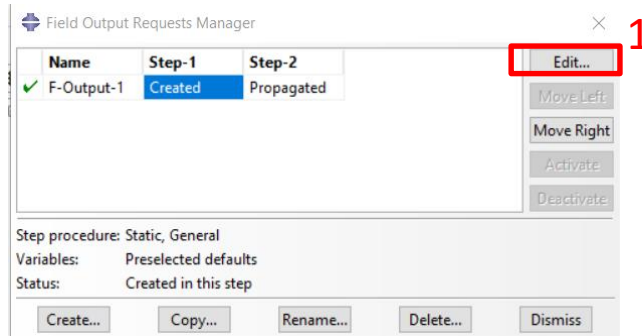 Field Output Requests Manager
1
Name Step-1 Step-2 Edit...
F-Output-1 Created Propagated Move Left
Move Right
Activate
Deactivate
Step procedure: Static, General
Variables: Preselected defaults
Status: Created in this step
Create... Copy... Rename... Delete... Dismiss